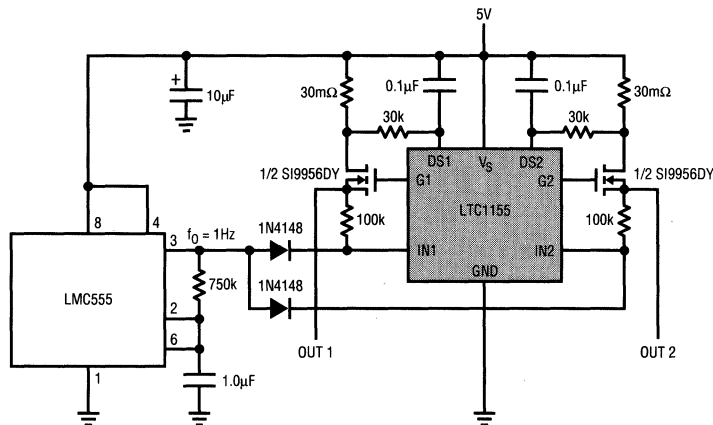 5V
+
10µF
30mΩ
0.1µF
0.1µF
30mΩ
30k
30k
DS1
VS
DS2
1/2 SI9956DY
G1
G2
1/2 SI9956DY
LTC1155
100k
100k
8
4
3
fO = 1Hz
1N4148
IN1
IN2
750k
1N4148
GND
LMC555
2
6
OUT 1
OUT 2
1
1.0µF